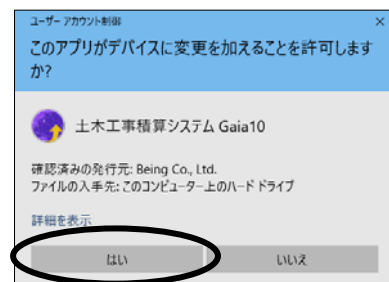 ユーザー アカウント制御
×
このアプリがデバイスに変更を加えることを許可します
か?
土木工事積算システム Gaia10
確認済みの発行元: Being Co., Ltd.
ファイルの入手先: このコンピューター上のハード ドライブ
詳細を表示
はい いいえ